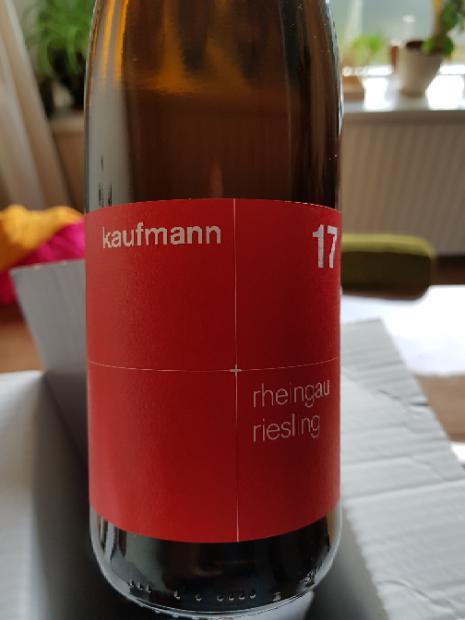 kaufmann
17
rheingau
riesling